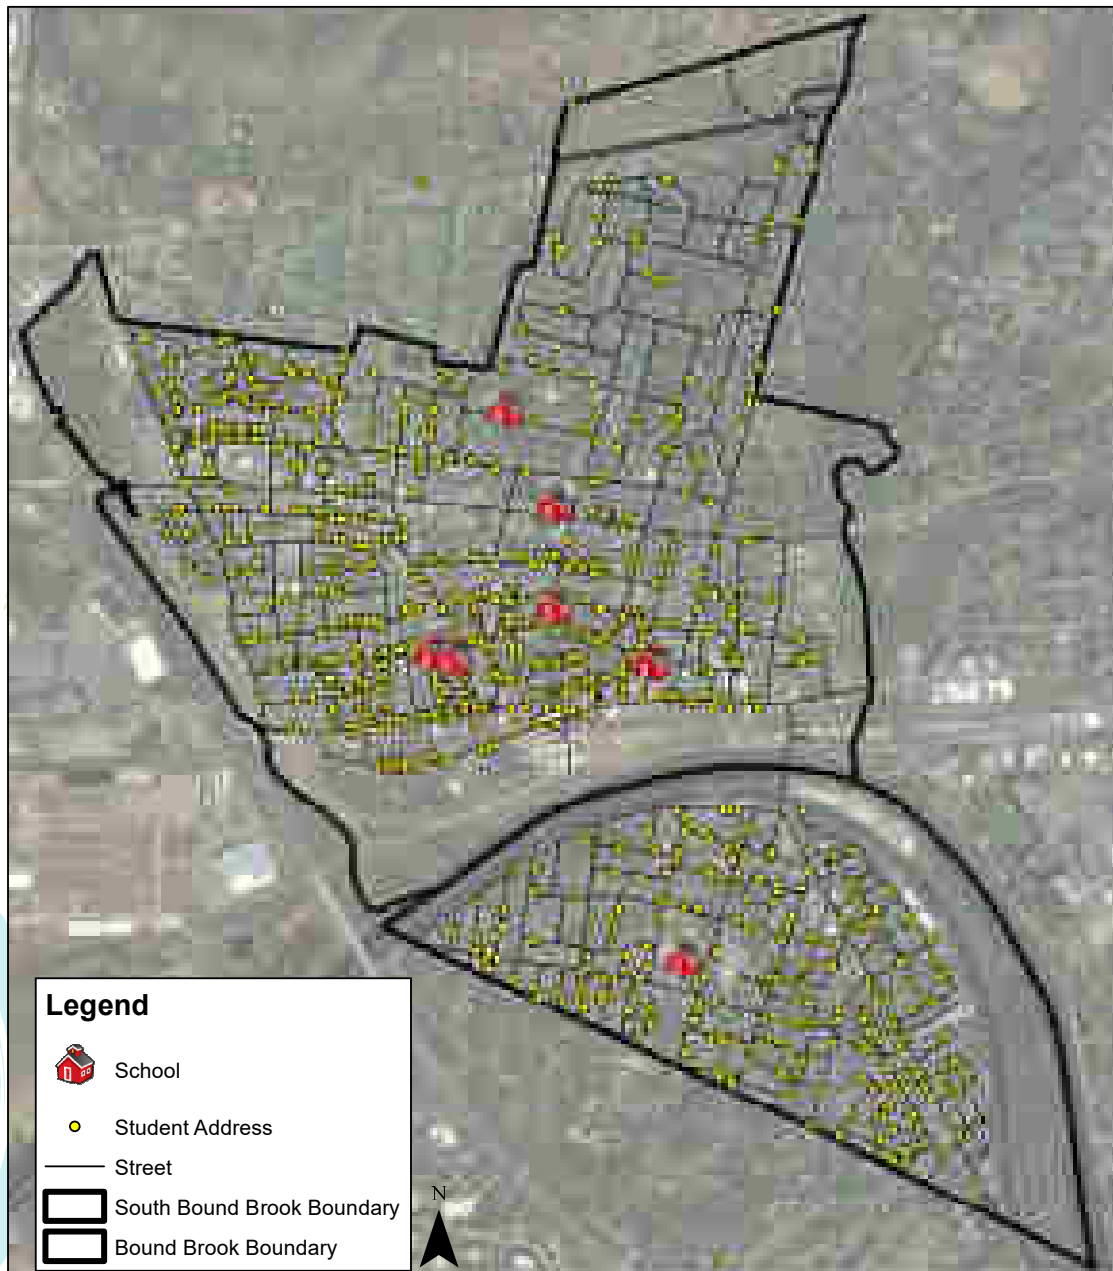 Legend
School
Student Address
Street
South Bound Brook Boundary
Bound Brook Boundary
N